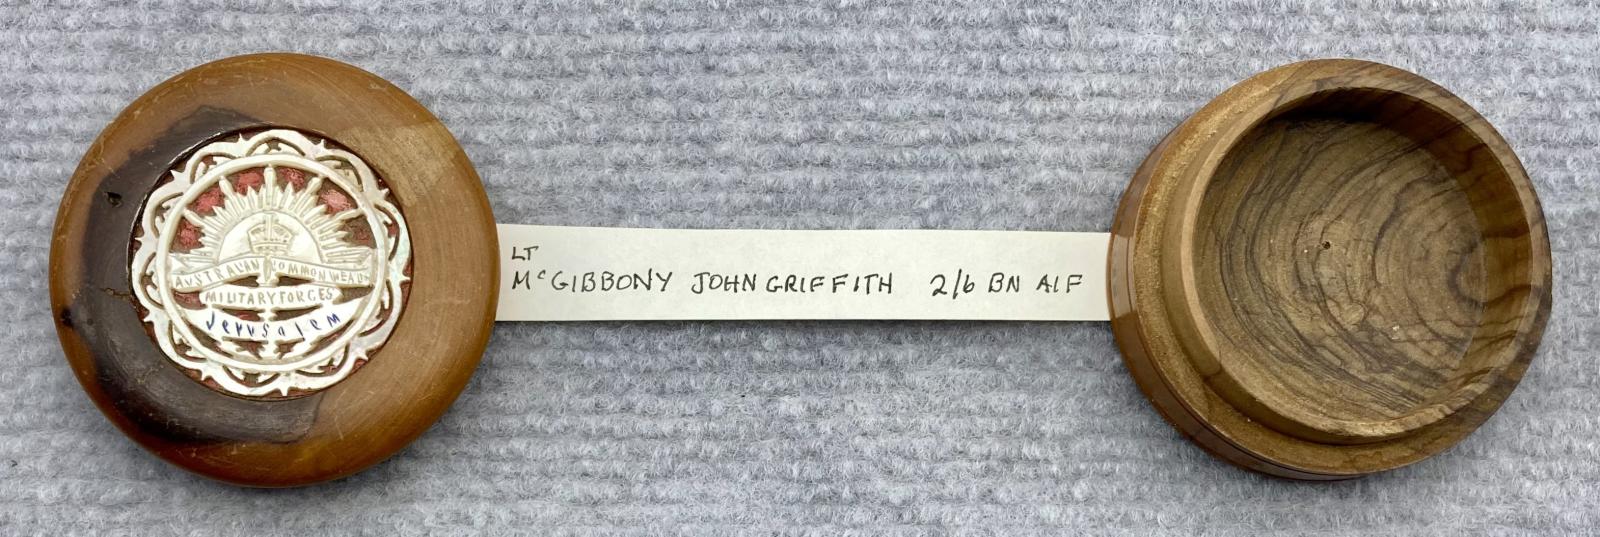 AUSTRALIAN COMMONWEALTH
MILITARY FORCES
Jerusalem
LT
McGIBBONY JOHN GRIFFITH 2/6 BN AIF